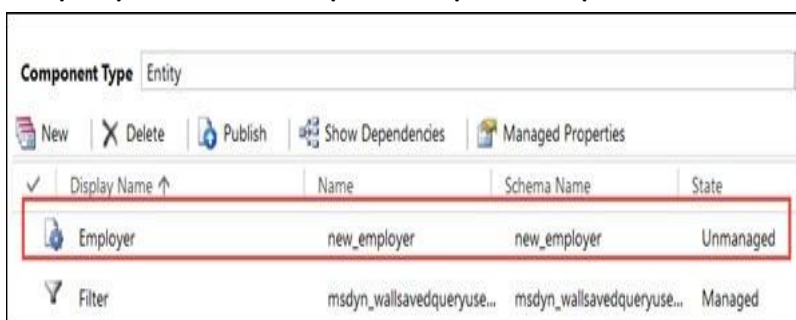 Component Type Entity
New Delete Publish Show Dependencies Managed Properties
Display Name ↑ Name Schema Name State
Employer new_employer new_employer Unmanaged
Filter msdyn_wallsavedqueryuse... msdyn_wallsavedqueryuse... Managed